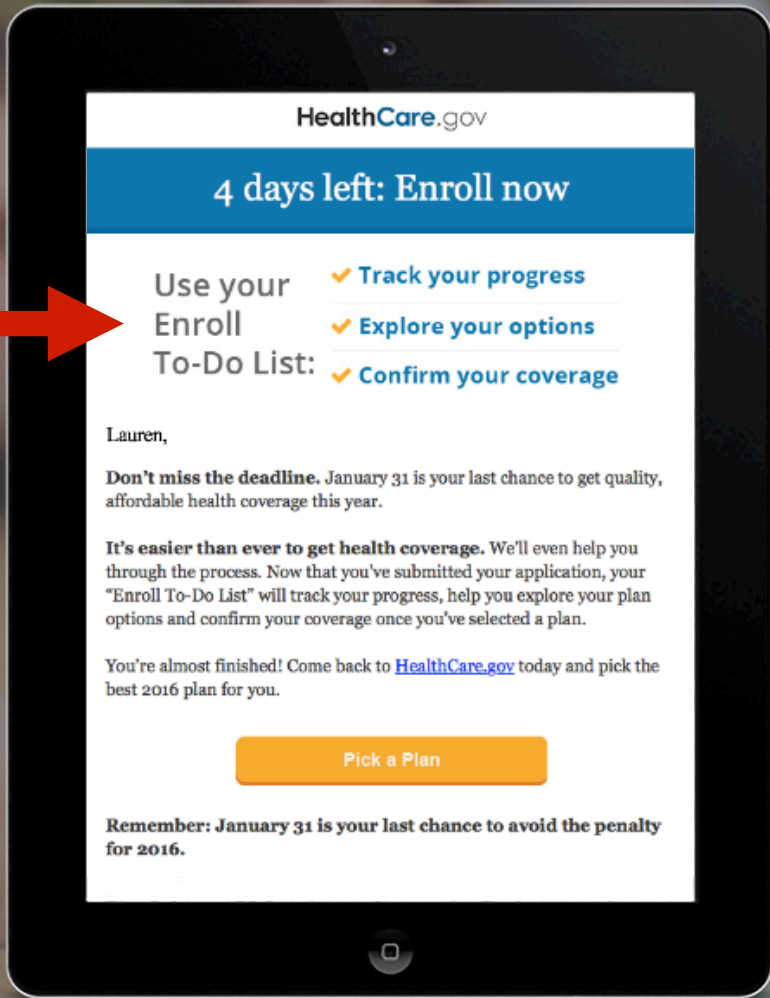 HealthCare.gov
4 days left: Enroll now
Use your
Enroll
To-Do List:
Track your progress
Explore your options
Confirm your coverage
Lauren,
Don't miss the deadline. January 31 is your last chance to get quality,
affordable health coverage this year.
It's easier than ever to get health coverage. We'll even help you
through the process. Now that you've submitted your application, your
"Enroll To-Do List" will track your progress, help you explore your plan
options and confirm your coverage once you've selected a plan.
You're almost finished! Come back to HealthCare.gov today and pick the
best 2016 plan for you.
Pick a Plan
Remember: January 31 is your last chance to avoid the penalty
for 2016.